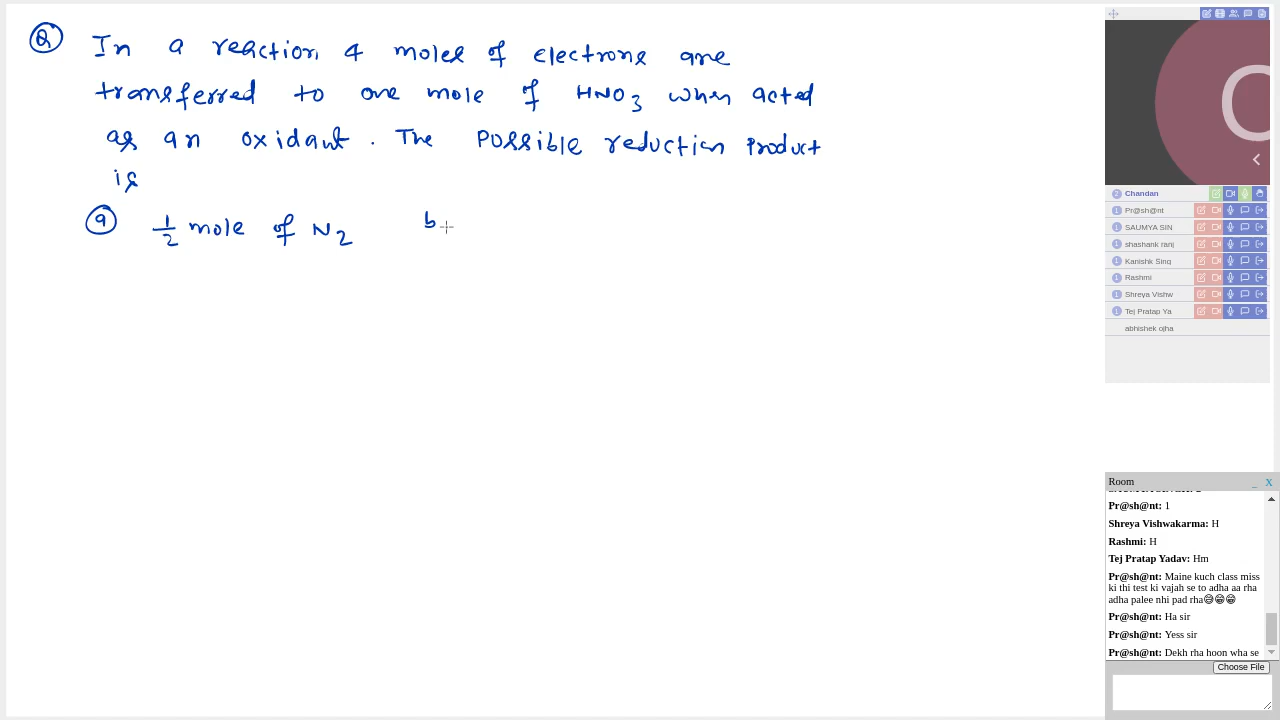 Q In a reaction, 4 moles of electrons are
transferred to one mole of HNO3 when acted
as an oxidant. The possible reduction product
is
a 1/2 mole of N2 b
Chandan
Pr@sh@nt
SAUMYA SIN
shashank ranj
Kanishk Sing
Rashmi
Shreya Vishw
Tej Pratap Ya
abhishek ojha
Room _ X
Pr@sh@nt: 1
Shreya Vishwakarma: H
Rashmi: H
Tej Pratap Yadav: Hm
Pr@sh@nt: Maine kuch class miss
ki thi test ki vajah se to adha aa rha
adha palee nhi pad rha😅😁😁
Pr@sh@nt: Ha sir
Pr@sh@nt: Yess sir
Pr@sh@nt: Dekh rha hoon wha se
Choose File